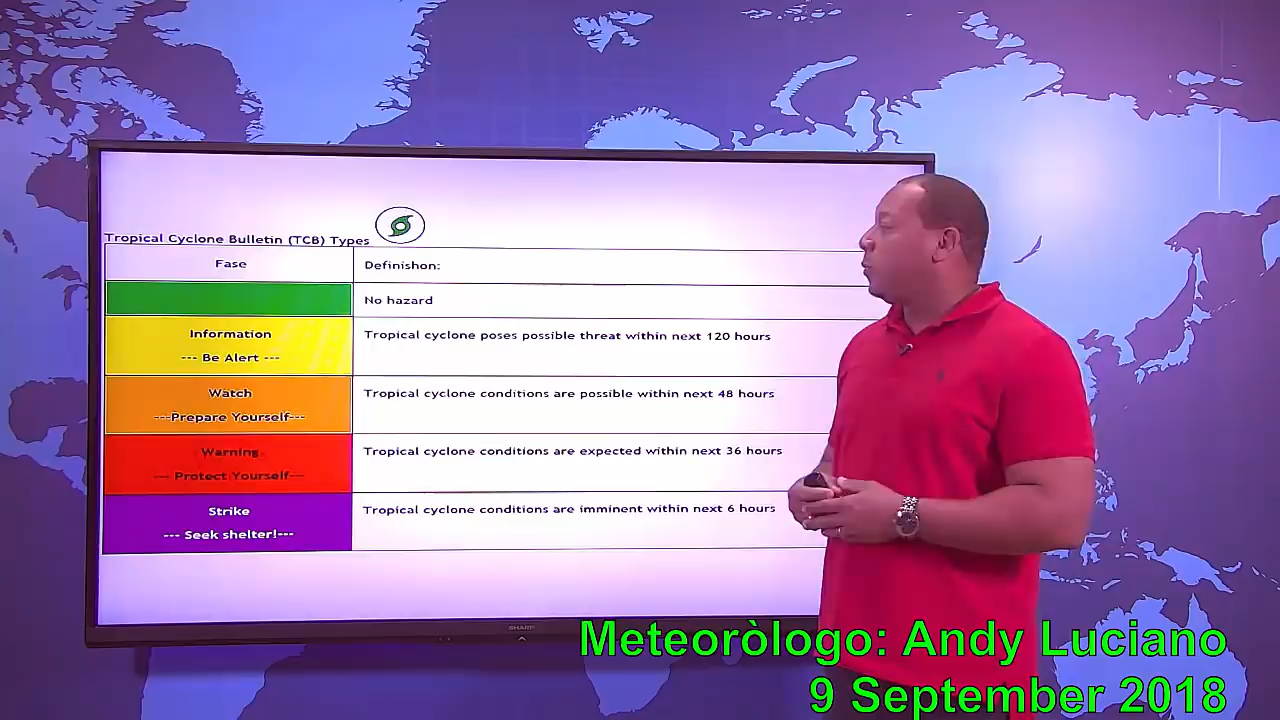 Tropical Cyclone Bulletin (TCB) Types
Fase
Definishon:
No hazard
Information
--- Be Alert ---
Tropical cyclone poses possible threat within next 120 hours
Watch
---Prepare Yourself---
Tropical cyclone conditions are possible within next 48 hours
Warning
--- Protect Yourself---
Tropical cyclone conditions are expected within next 36 hours
Strike
--- Seek shelter!---
Tropical cyclone conditions are imminent within next 6 hours
SHARP
Meteoròlogo: Andy Luciano
9 September 2018